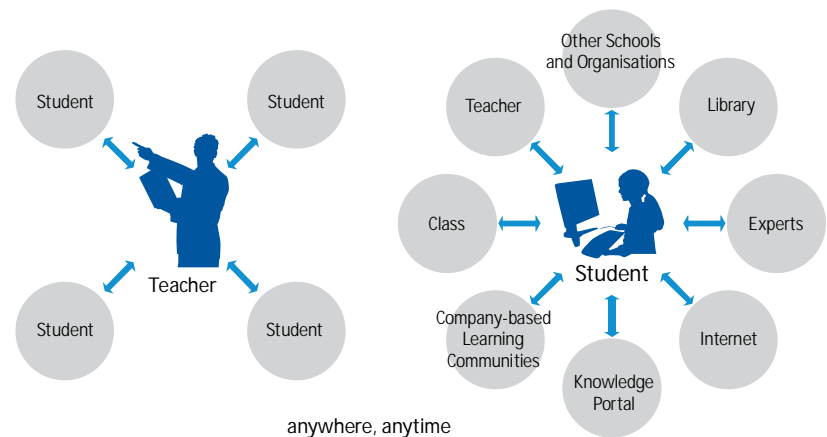 Student
Student
Teacher
Student
Student
Other Schools
and Organisations
Teacher
Library
Class
Experts
Student
Company-based
Learning
Communities
Internet
Knowledge
Portal
anywhere, anytime